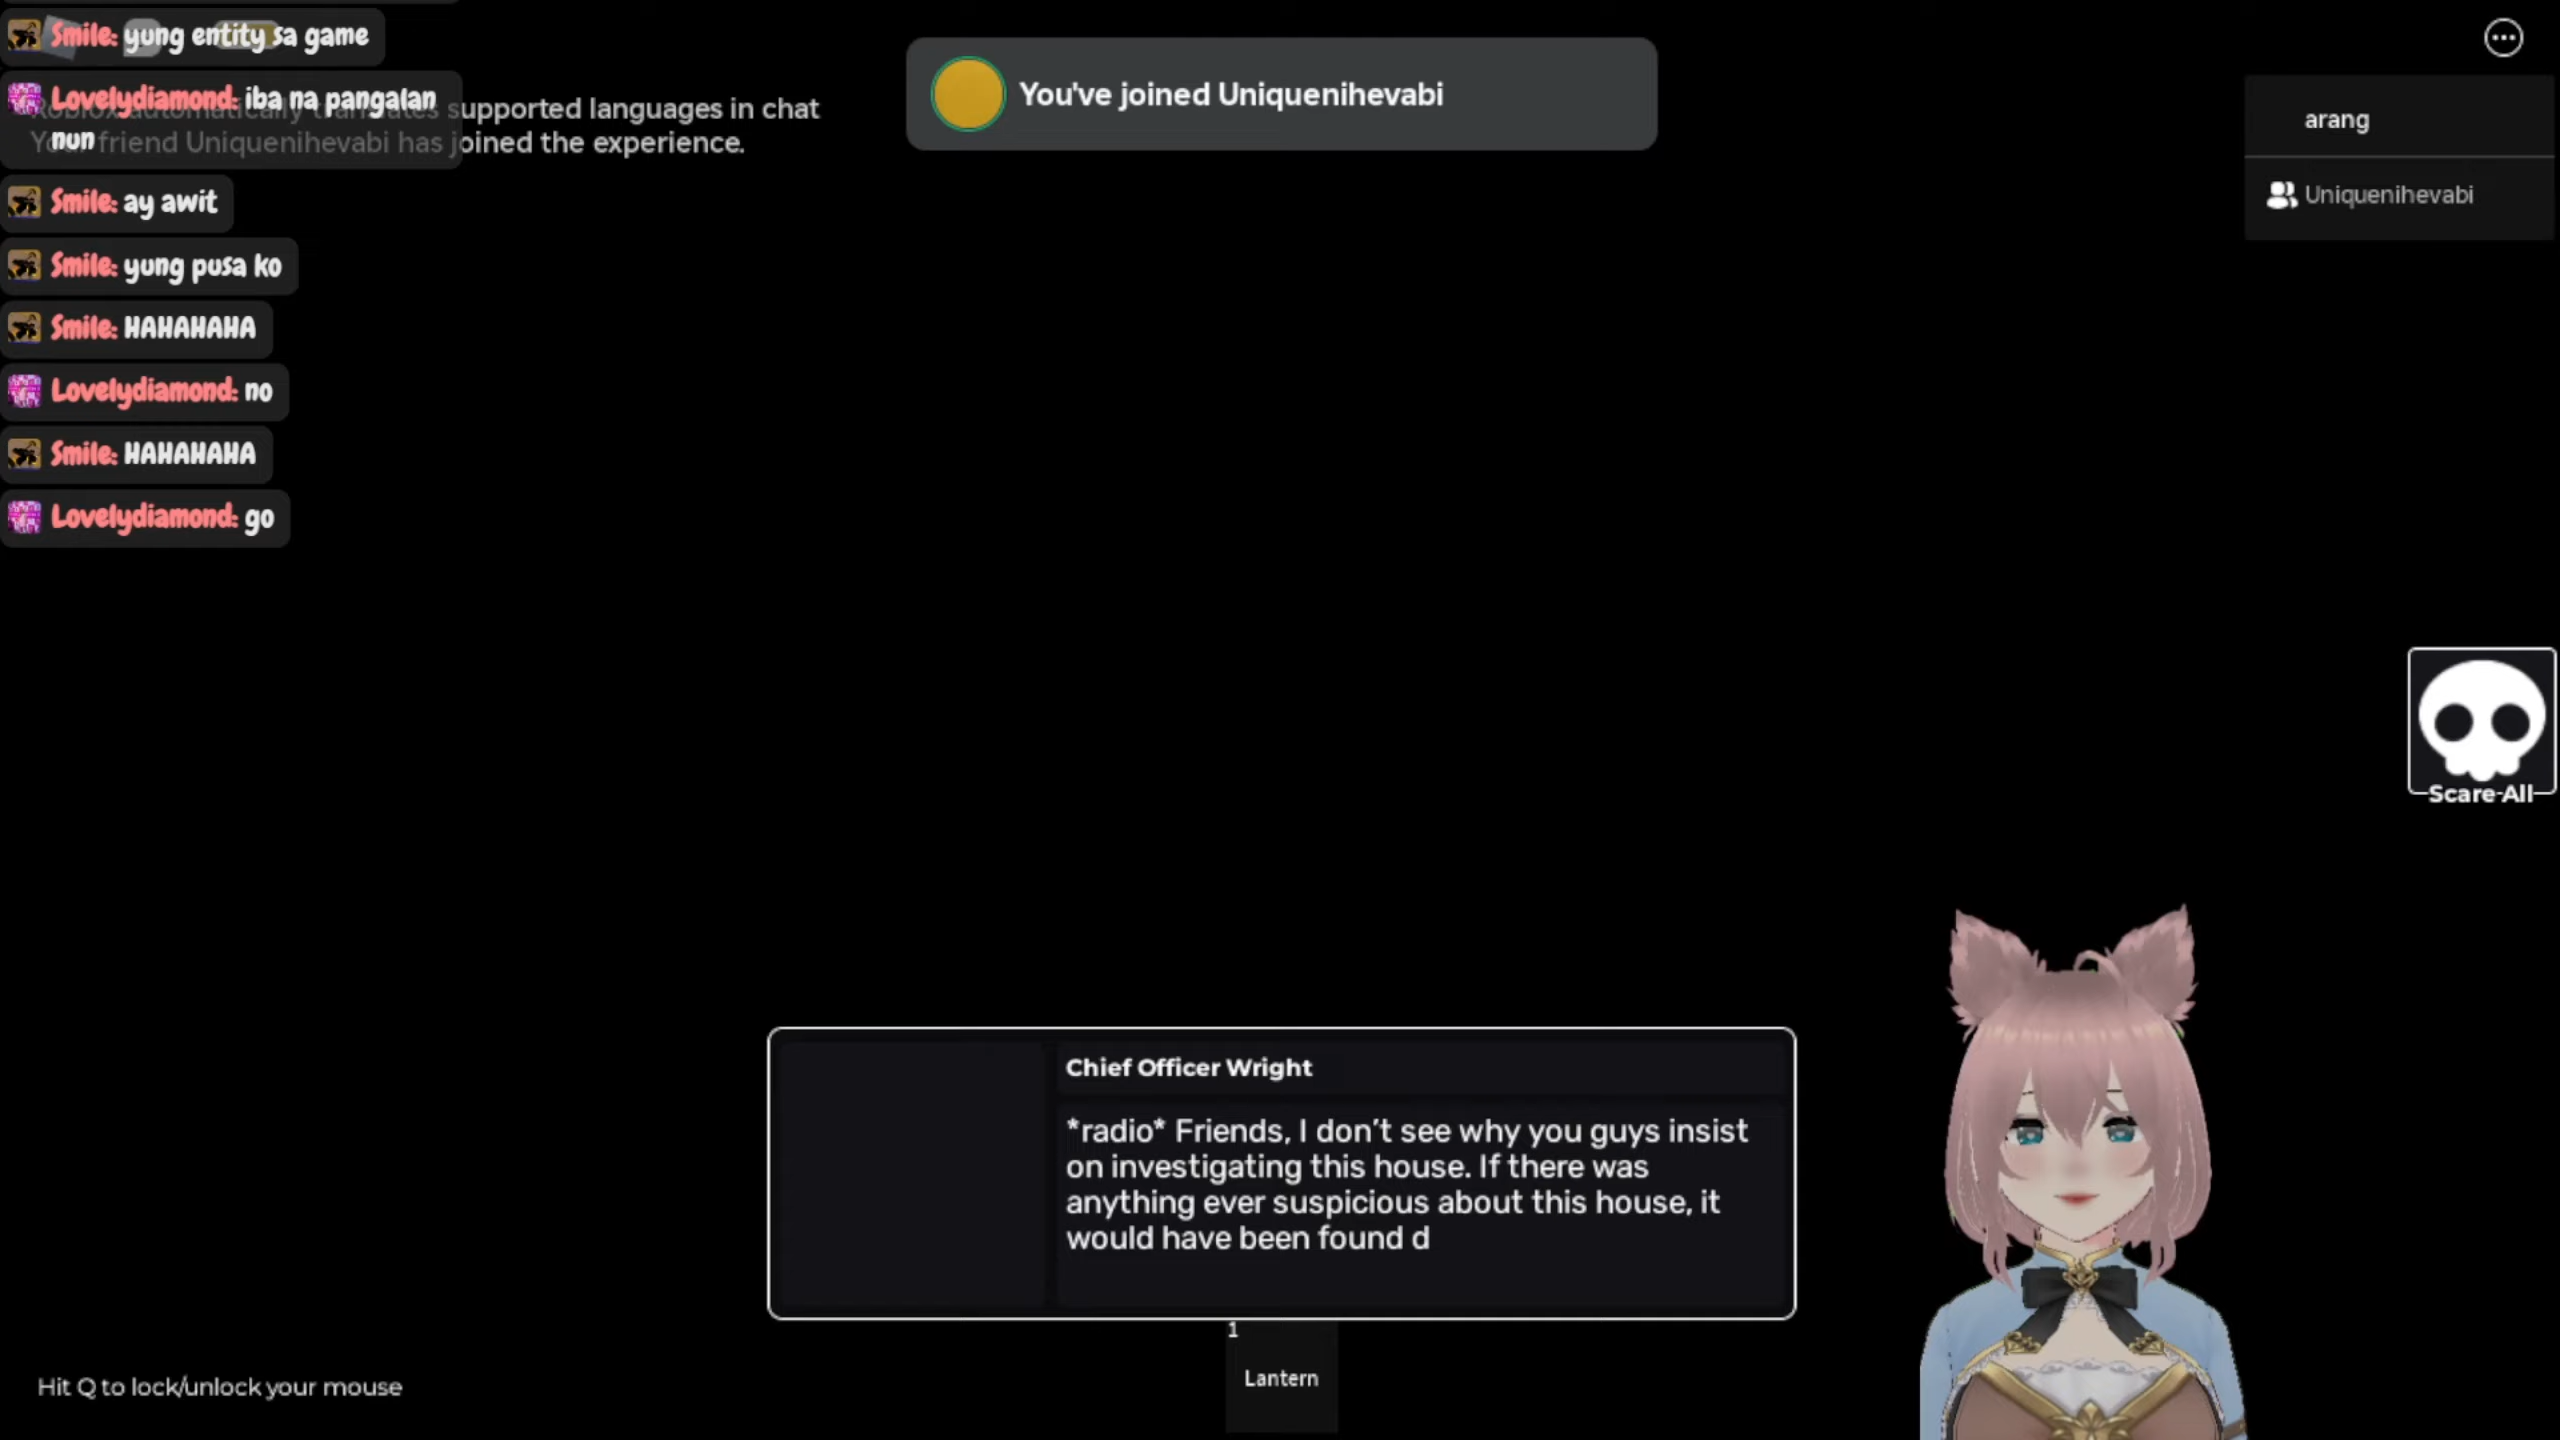 Smile: yung entity sa game
Lovelydiamond: iba na pangalan
nun
Roblox automatically translates supported languages in chat
Your friend Uniquenihevabi has joined the experience.
Smile: ay awit
Smile: yung pusa ko
Smile: HAHAHAHA
Lovelydiamond: no
Smile: HAHAHAHA
Lovelydiamond: go
You've joined Uniquenihevabi
arang
Uniquenihevabi
Scare All
Chief Officer Wright
*radio* Friends, I don’t see why you guys insist
on investigating this house. If there was
anything ever suspicious about this house, it
would have been found d
1
Lantern
Hit Q to lock/unlock your mouse